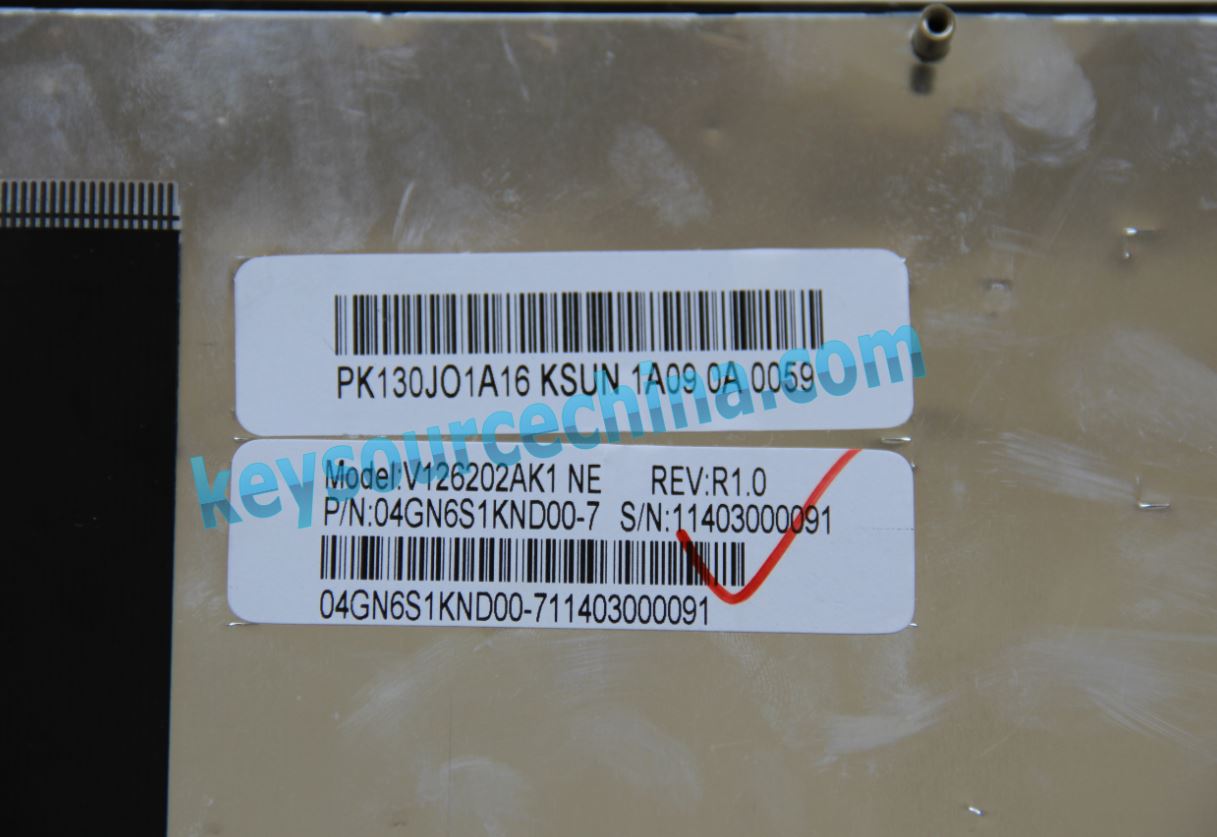 PK130JO1A16 KSUN 1A09 0A 0059
keysourcechina.com
Model:V126202AK1 NE REV:R1.0
P/N:04GN6S1KND00-7 S/N:11403000091
04GN6S1KND00-711403000091